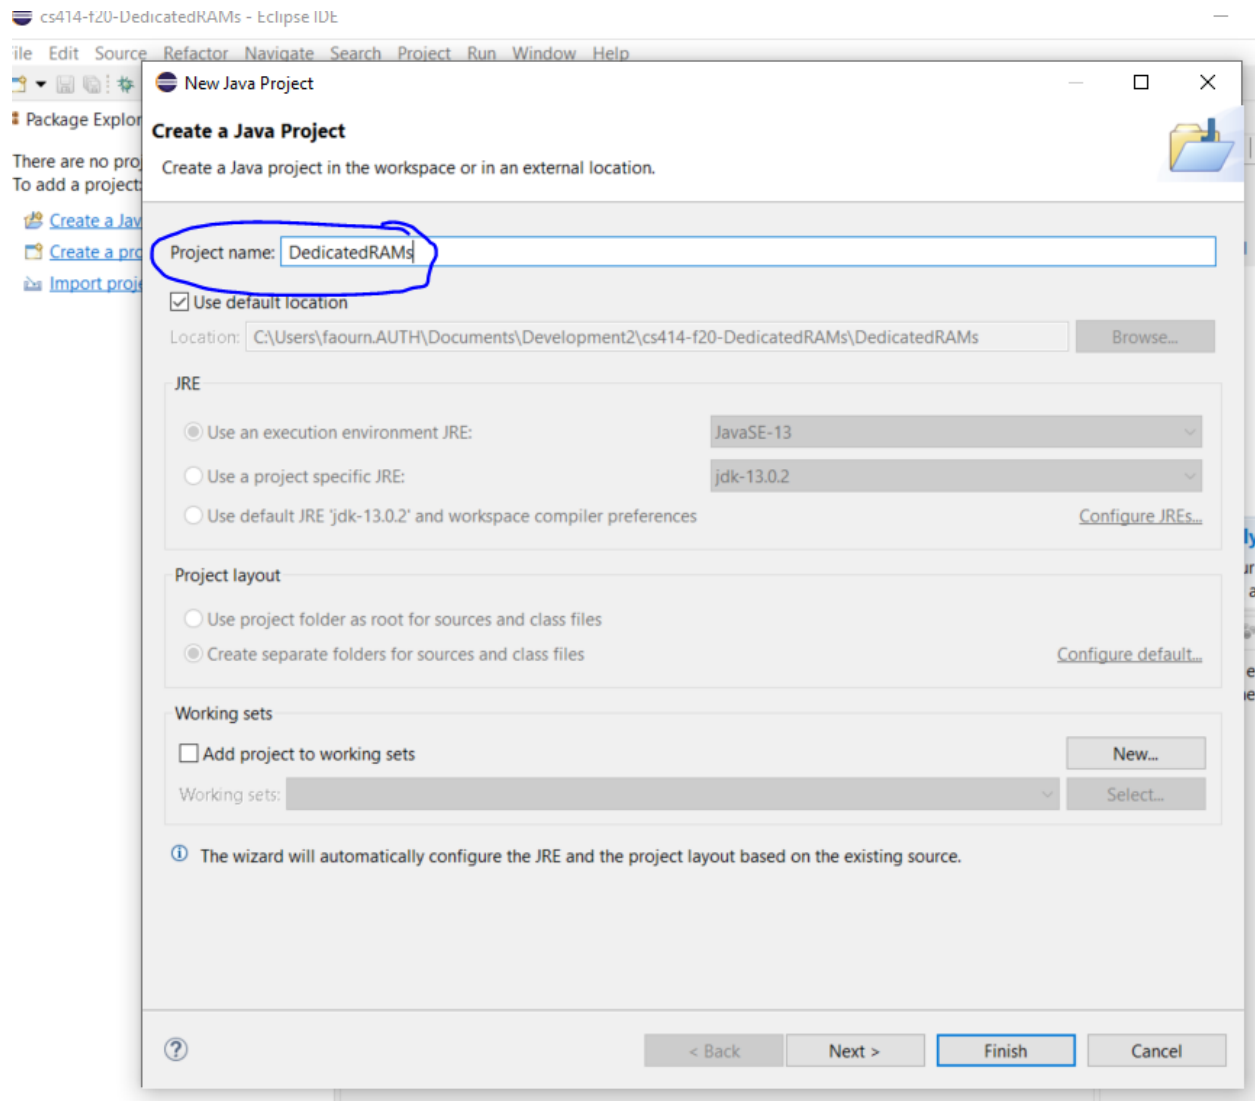 cs414-f20-DedicatedRAMs - Eclipse IDE
File Edit Source Refactor Navigate Search Project Run Window Help
New Java Project
Package Explor
Create a Java Project
There are no proj
Create a Java project in the workspace or in an external location.
To add a project:
Create a Jav
Project name: DedicatedRAMs
Create a pro
Import proje
Use default location
Location: C:\Users\faourn.AUTH\Documents\Development2\cs414-f20-DedicatedRAMs\DedicatedRAMs Browse...
JRE
Use an execution environment JRE: JavaSE-13
Use a project specific JRE: jdk-13.0.2
Use default JRE 'jdk-13.0.2' and workspace compiler preferences Configure JREs...
Project layout
Use project folder as root for sources and class files
Create separate folders for sources and class files Configure default...
Working sets
Add project to working sets New...
Working sets: Select...
The wizard will automatically configure the JRE and the project layout based on the existing source.
< Back Next > Finish Cancel